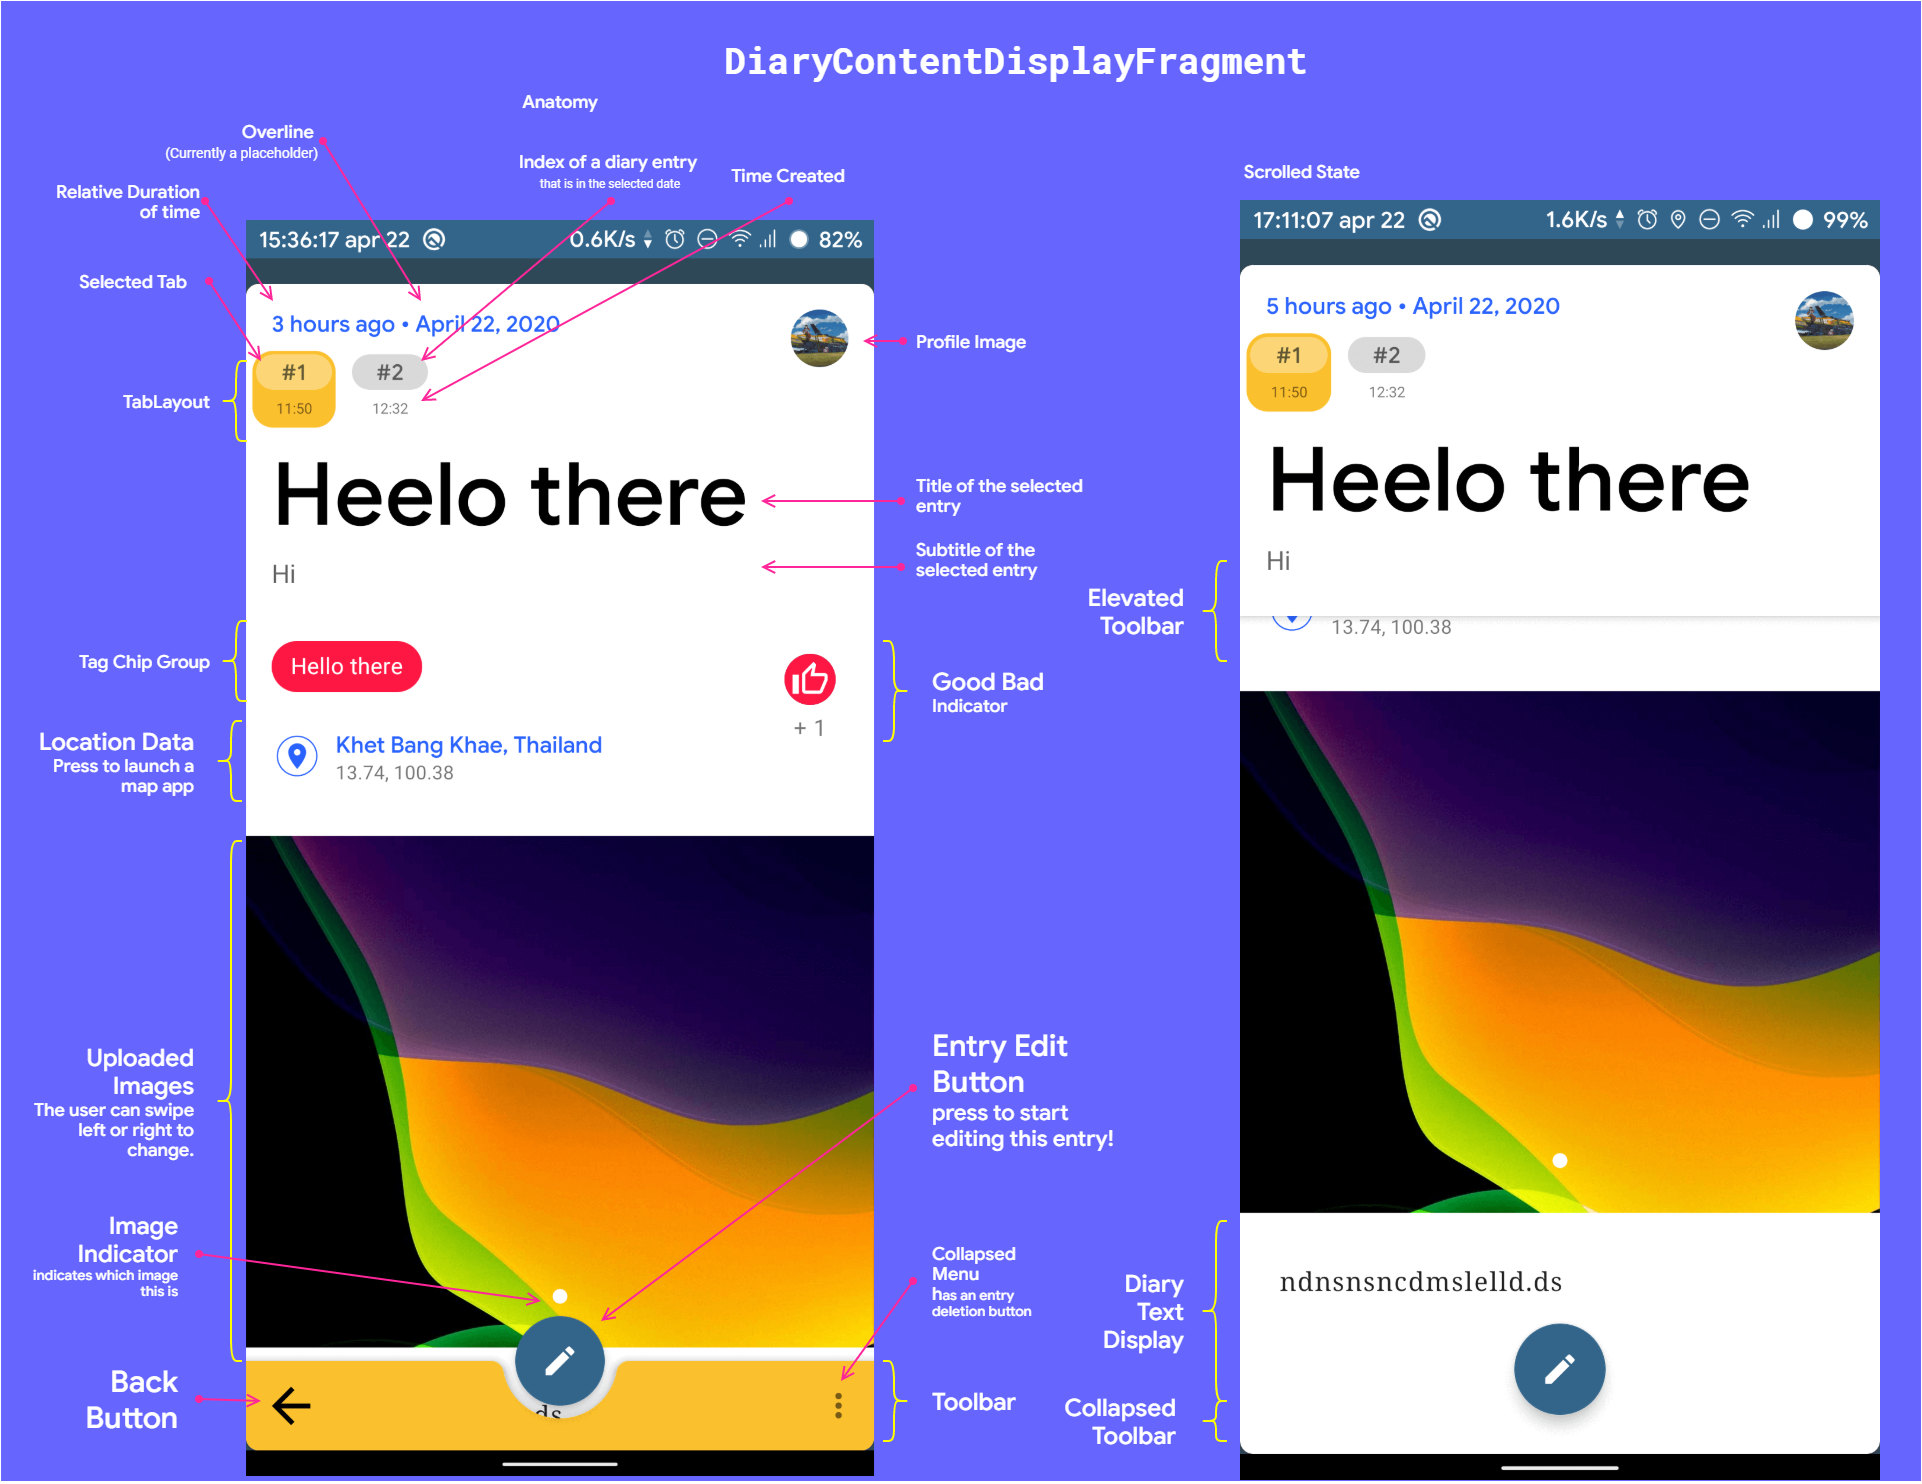 DiaryContentDisplayFragment
Anatomy
Overline
(Currently a placeholder)
Index of a diary entry
that is in the selected date
Time Created
Relative Duration
of time
Selected Tab
TabLayout
Tag Chip Group
Location Data
Press to launch a
map app
Uploaded
Images
The user can swipe
left or right to
change.
Image
Indicator
indicates which image
this is
Back
Button
15:36:17 apr 22
0.6K/s
82%
3 hours ago • April 22, 2020
#1
#2
11:50
12:32
Heelo there
Hi
Hello there
+ 1
Khet Bang Khae, Thailand
13.74, 100.38
ds
Profile Image
Title of the selected
entry
Subtitle of the
selected entry
Good Bad
Indicator
Entry Edit
Button
press to start
editing this entry!
Collapsed
Menu
has an entry
deletion button
Toolbar
Scrolled State
17:11:07 apr 22
1.6K/s
99%
5 hours ago • April 22, 2020
#1
#2
11:50
12:32
Heelo there
Hi
13.74, 100.38
Elevated
Toolbar
ndnsnsncdmslelld.ds
Diary
Text
Display
Collapsed
Toolbar